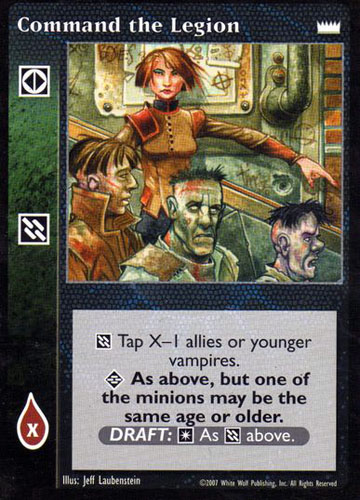 Command the Legion
Tap X–1 allies or younger
vampires.
As above, but one of
the minions may be the
same age or older.
DRAFT: As above.
X
Illus: Jeff Laubenstein ©2007 White Wolf Publishing, Inc. All Rights Reserved